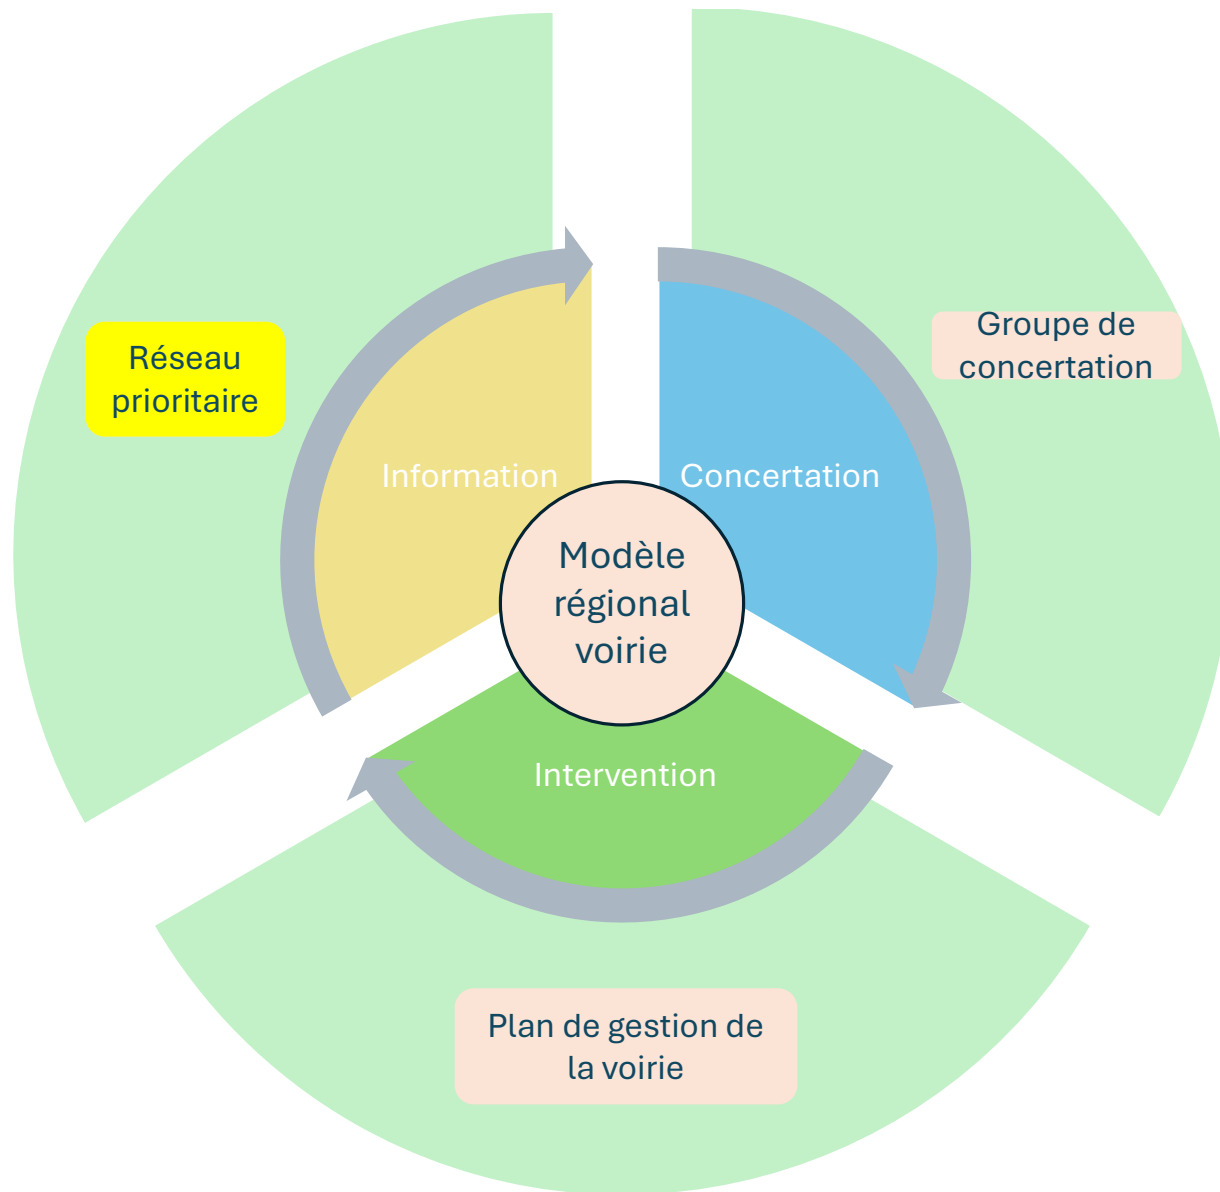 Réseau
prioritaire
Groupe de
concertation
Information
Concertation
Modèle
régional
voirie
Intervention
Plan de gestion de
la voirie